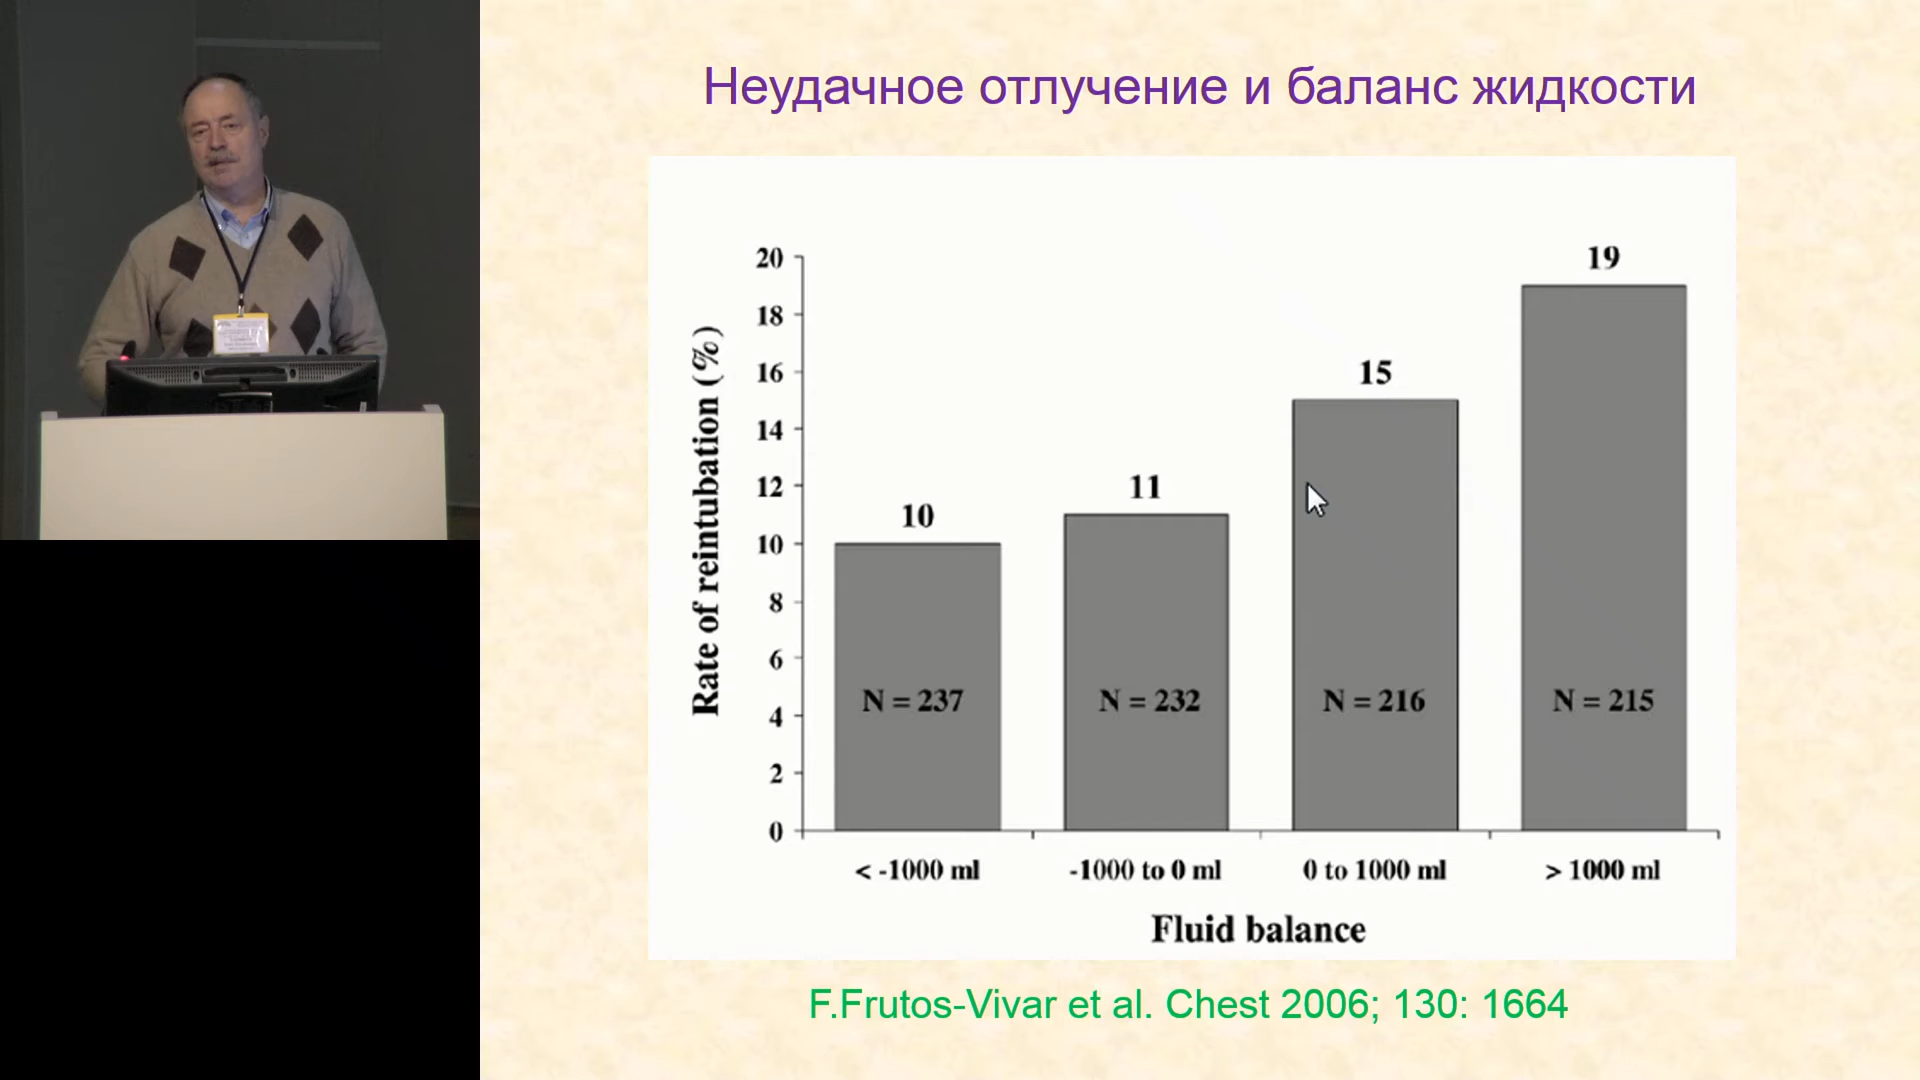 Неудачное отлучение и баланс жидкости
Rate of reintubation (%)
20
18
16
14
12
10
8
6
4
2
0
10
11
15
19
N = 237
N = 232
N = 216
N = 215
< -1000 ml
-1000 to 0 ml
0 to 1000 ml
> 1000 ml
Fluid balance
F.Frutos-Vivar et al. Chest 2006; 130: 1664